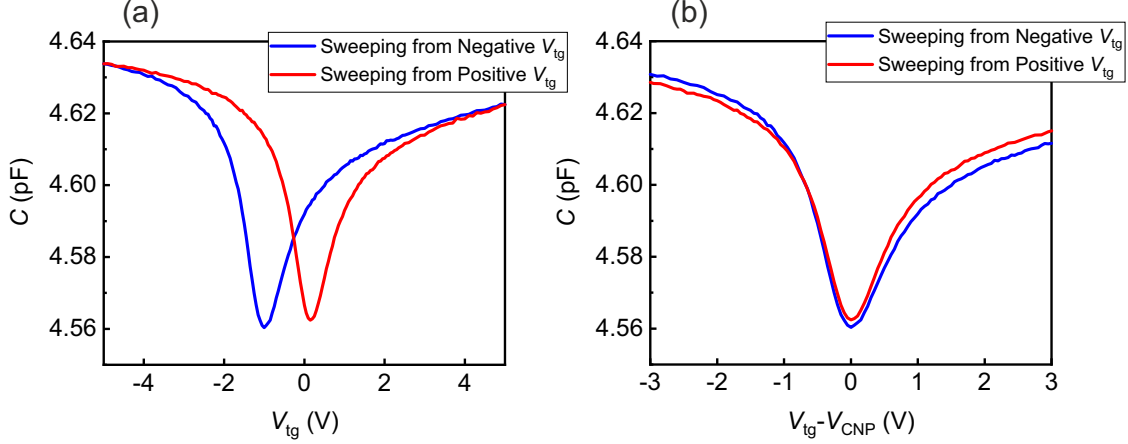 (a)
Sweeping from Negative Vtg
Sweeping from Positive Vtg
4.64
4.62
4.60
4.58
4.56
C (pF)
-4
-2
0
2
4
Vtg (V)
(b)
Sweeping from Negative Vtg
Sweeping from Positive Vtg
4.64
4.62
4.60
4.58
4.56
C (pF)
-3
-2
-1
0
1
2
3
Vtg-VCNP (V)